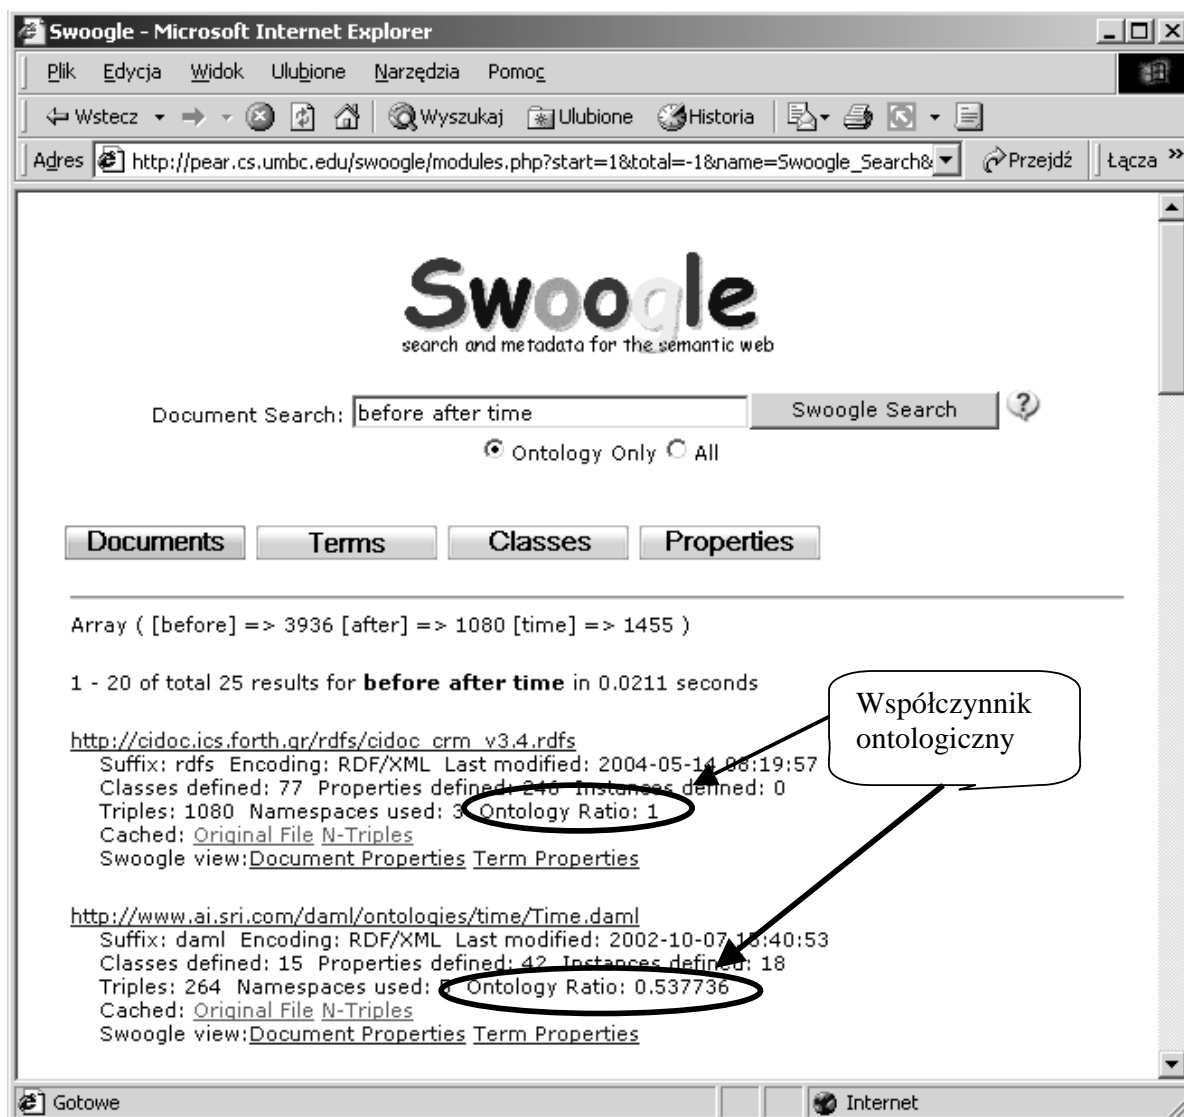 Swoogle - Microsoft Internet Explorer
Plik Edycja Widok Ulubione Narzędzia Pomoc
Wstecz Wyszukaj Ulubione Historia
Adres http://pear.cs.umbc.edu/swoogle/modules.php?start=1&total=-1&name=Swoogle_Search& Przejdź Łącza »
Swoogle
search and metadata for the semantic web
Document Search: before after time Swoogle Search ?
Ontology Only All
Documents Terms Classes Properties
Array ( [before] => 3936 [after] => 1080 [time] => 1455 )
1 - 20 of total 25 results for before after time in 0.0211 seconds
Współczynnik
ontologiczny
http://cidoc.ics.forth.gr/rdfs/cidoc_crm_v3.4.rdfs
Suffix: rdfs Encoding: RDF/XML Last modified: 2004-05-14 08:19:57
Classes defined: 77 Properties defined: 246 Instances defined: 0
Triples: 1080 Namespaces used: 3 Ontology Ratio: 1
Cached: Original File N-Triples
Swoogle view:Document Properties Term Properties
http://www.ai.sri.com/daml/ontologies/time/Time.daml
Suffix: daml Encoding: RDF/XML Last modified: 2002-10-07 15:40:53
Classes defined: 15 Properties defined: 42 Instances defined: 18
Triples: 264 Namespaces used: Ontology Ratio: 0.537736
Cached: Original File N-Triples
Swoogle view:Document Properties Term Properties
Gotowe Internet